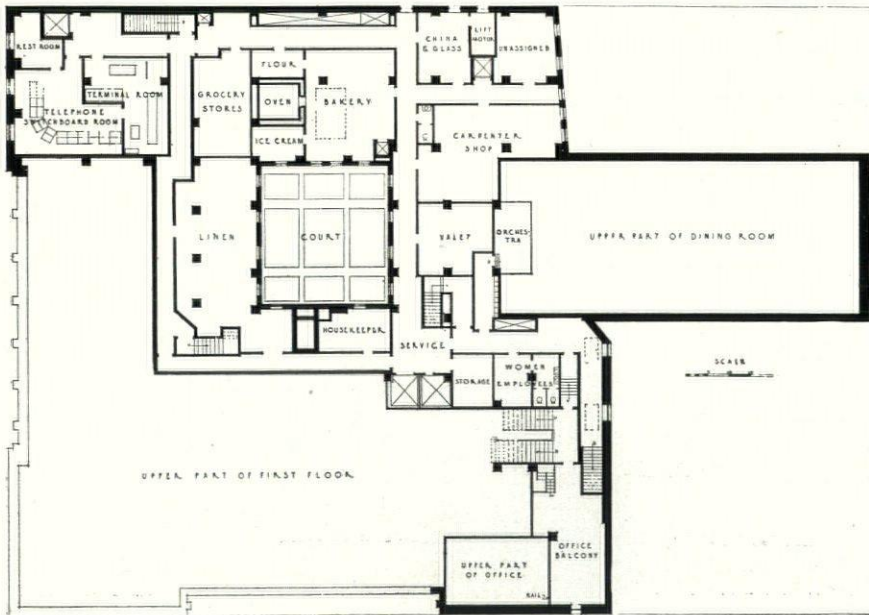 REST ROOM
TERMINAL ROOM
TELEPHONE
SWITCHBOARD ROOM
GROCERY
STORES
FLOUR
OVEN
BAKERY
ICE CREAM
CHINA
& GLASS
LIFT
MOTOR
UNASSIGNED
CARPENTER
SHOP
LINEN
COURT
VALET
ORCHES-
TRA
UPPER PART OF DINING ROOM
HOUSEKEEPER
SERVICE
STORAGE
WOMEN
EMPLOYEES
SCALE
UPPER PART OF FIRST FLOOR
UPPER PART
OF OFFICE
OFFICE
BALCONY
RAIL